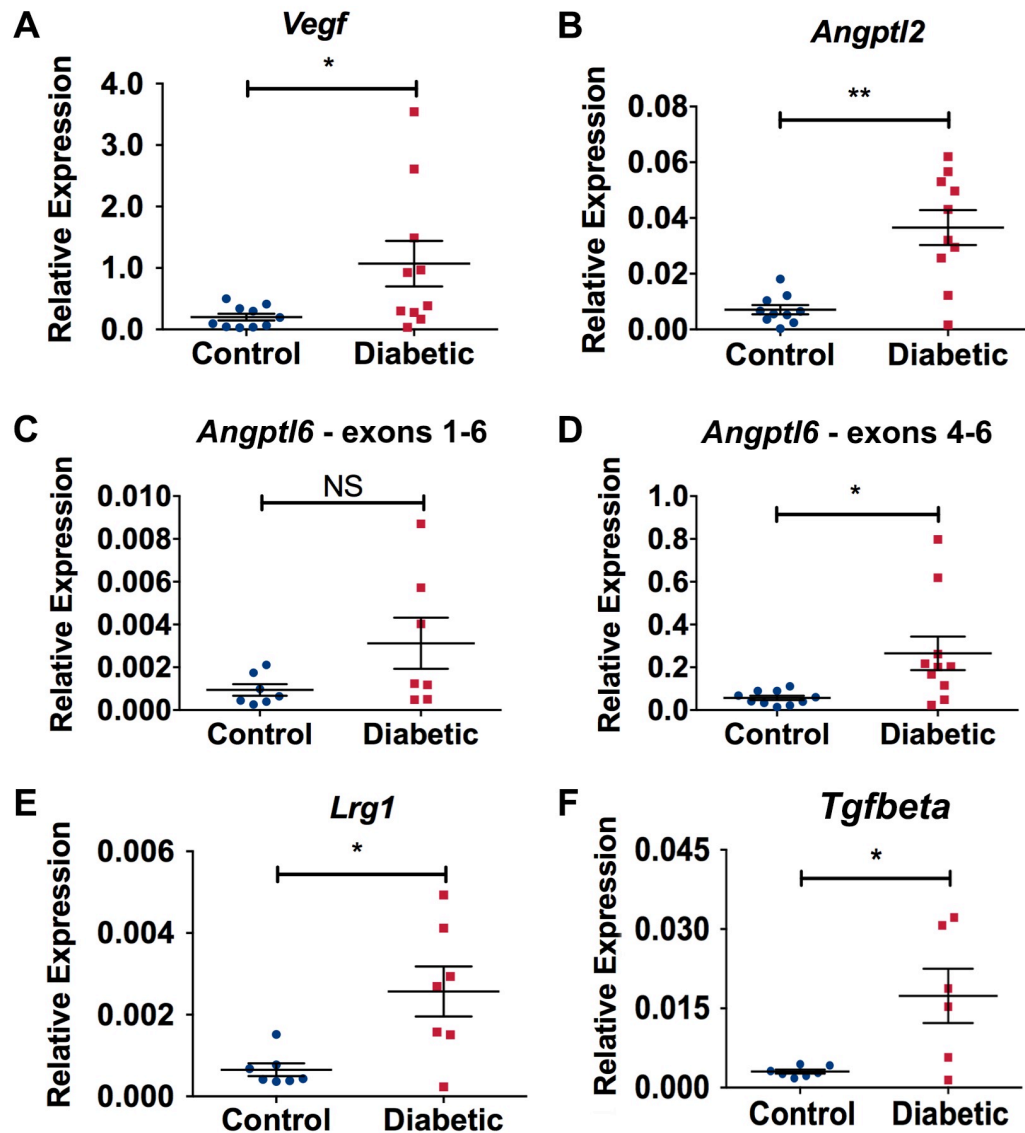 A
Vegf
*
Relative Expression
4.0
3.0
2.0
1.0
0.0
Control
Diabetic
B
Angptl2
**
Relative Expression
0.08
0.06
0.04
0.02
0.00
Control
Diabetic
C
Angptl6 - exons 1-6
NS
Relative Expression
0.010
0.008
0.006
0.004
0.002
0.000
Control
Diabetic
D
Angptl6 - exons 4-6
*
Relative Expression
1.0
0.8
0.6
0.4
0.2
0.0
Control
Diabetic
E
Lrg1
*
Relative Expression
0.006
0.004
0.002
0.000
Control
Diabetic
F
Tgfbeta
*
Relative Expression
0.045
0.030
0.015
0.000
Control
Diabetic